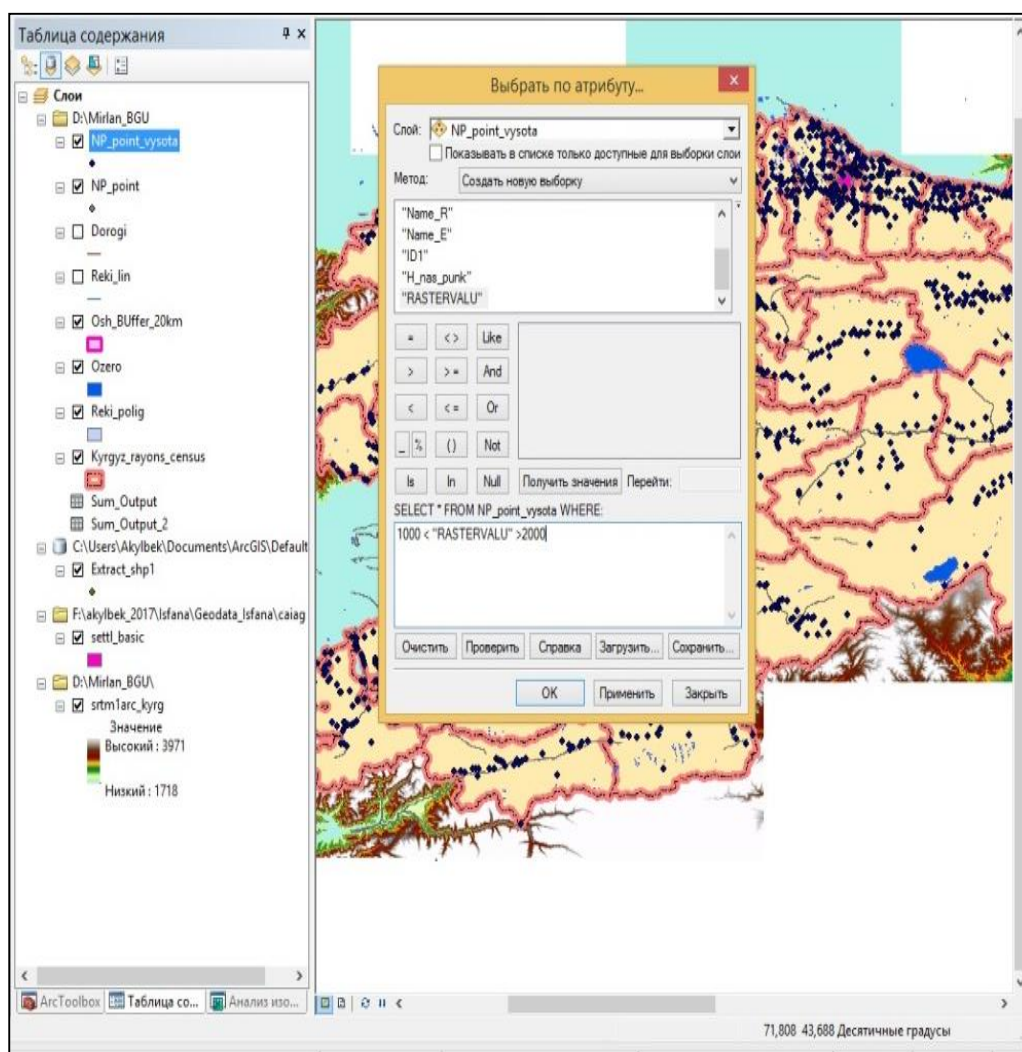 Таблица содержания
Слои
D:\Mirlan_BGU
NP_point_vysota
NP_point
Dorogi
Reki_lin
Osh_BUffer_20km
Ozero
Reki_polig
Kyrgyz_rayons_census
Sum_Output
Sum_Output_2
C:\Users\Akylbek\Documents\ArcGIS\Default
Extract_shp1
F:\akylbek_2017\Isfana\Geodata_Isfana\caiag
settl_basic
D:\Mirlan_BGU\
srtm1arc_kyrg
Значение
Высокий : 3971
Низкий : 1718
ArcToolbox Таблица со... Анализ изо...
Выбрать по атрибуту...
Слой: NP_point_vysota
Показывать в списке только доступные для выборки слои
Метод: Создать новую выборку
"Name_R"
"Name_E"
"ID1"
"H_nas_punk"
"RASTERVALU"
= <> Like
> >= And
< <= Or
_ % () Not
Is In Null Получить значения Перейти:
SELECT * FROM NP_point_vysota WHERE:
1000 < "RASTERVALU" >2000
Очистить Проверить Справка Загрузить... Сохранить...
OK Применить Закрыть
71,808 43,688 Десятичные градусы